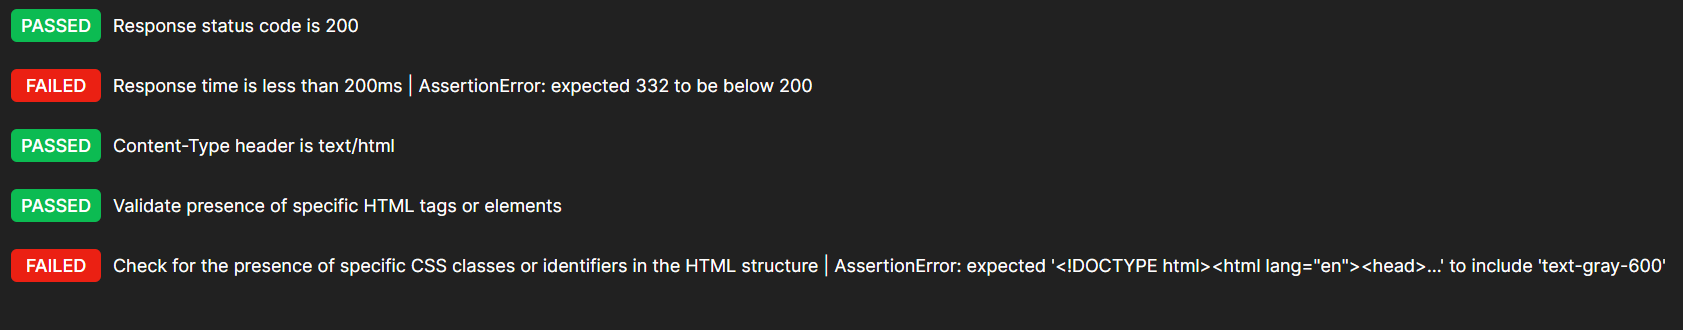 PASSED Response status code is 200
FAILED Response time is less than 200ms | AssertionError: expected 332 to be below 200
PASSED Content-Type header is text/html
PASSED Validate presence of specific HTML tags or elements
FAILED Check for the presence of specific CSS classes or identifiers in the HTML structure | AssertionError: expected '<!DOCTYPE html><html lang="en"><head>...' to include 'text-gray-600'